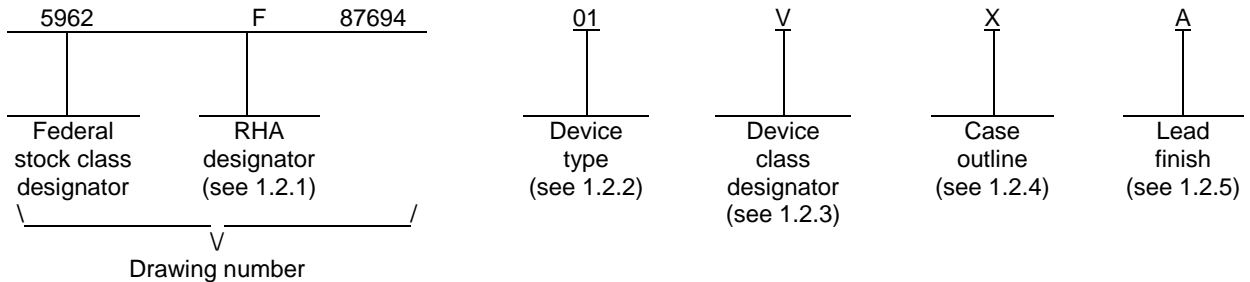 5962 F 87694 01 V X A
Federal stock class designator
RHA designator (see 1.2.1)
Device type (see 1.2.2)
Device class designator (see 1.2.3)
Case outline (see 1.2.4)
Lead finish (see 1.2.5)
\ /
\/
Drawing number